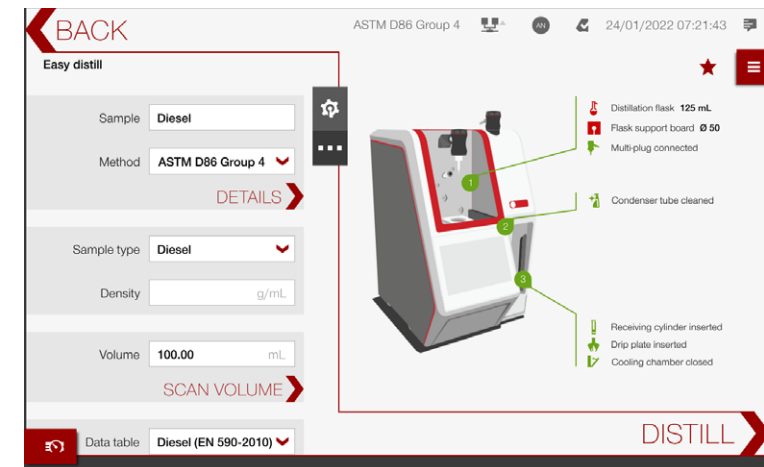 BACK
ASTM D86 Group 4
AN
24/01/2022 07:21:43
Easy distill
Sample Diesel
Method ASTM D86 Group 4
DETAILS
Sample type Diesel
Density g/mL
Volume 100.00 mL
SCAN VOLUME
Data table Diesel (EN 590-2010)
Distillation flask 125 mL
Flask support board Ø 50
Multi-plug connected
1
Condenser tube cleaned
2
3
Receiving cylinder inserted
Drip plate inserted
Cooling chamber closed
DISTILL